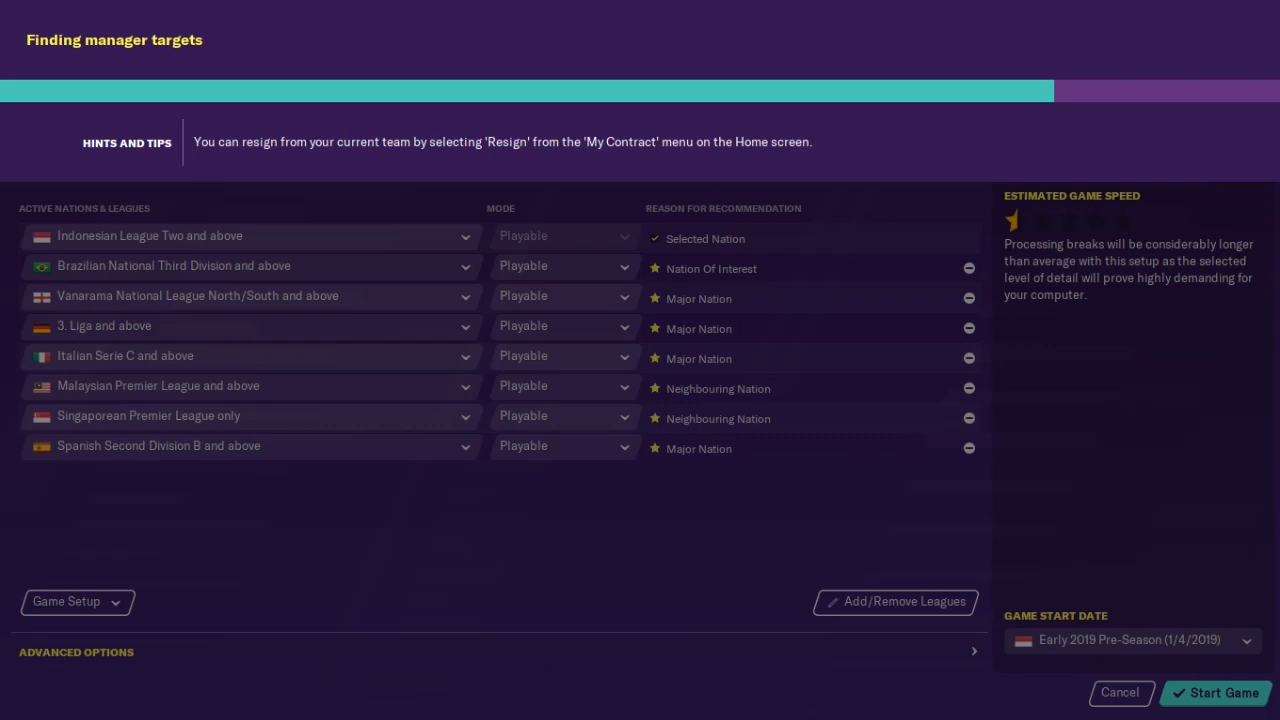 Finding manager targets
HINTS AND TIPS
You can resign from your current team by selecting 'Resign' from the 'My Contract' menu on the Home screen.
ACTIVE NATIONS & LEAGUES MODE REASON FOR RECOMMENDATION
Indonesian League Two and above Playable Selected Nation
Brazilian National Third Division and above Playable Nation Of Interest
Vanarama National League North/South and above Playable Major Nation
3. Liga and above Playable Major Nation
Italian Serie C and above Playable Major Nation
Malaysian Premier League and above Playable Neighbouring Nation
Singaporean Premier League only Playable Neighbouring Nation
Spanish Second Division B and above Playable Major Nation
ESTIMATED GAME SPEED
Processing breaks will be considerably longer
than average with this setup as the selected
level of detail will prove highly demanding for
your computer.
Game Setup
Add/Remove Leagues
ADVANCED OPTIONS
GAME START DATE
Early 2019 Pre-Season (1/4/2019)
Cancel
Start Game